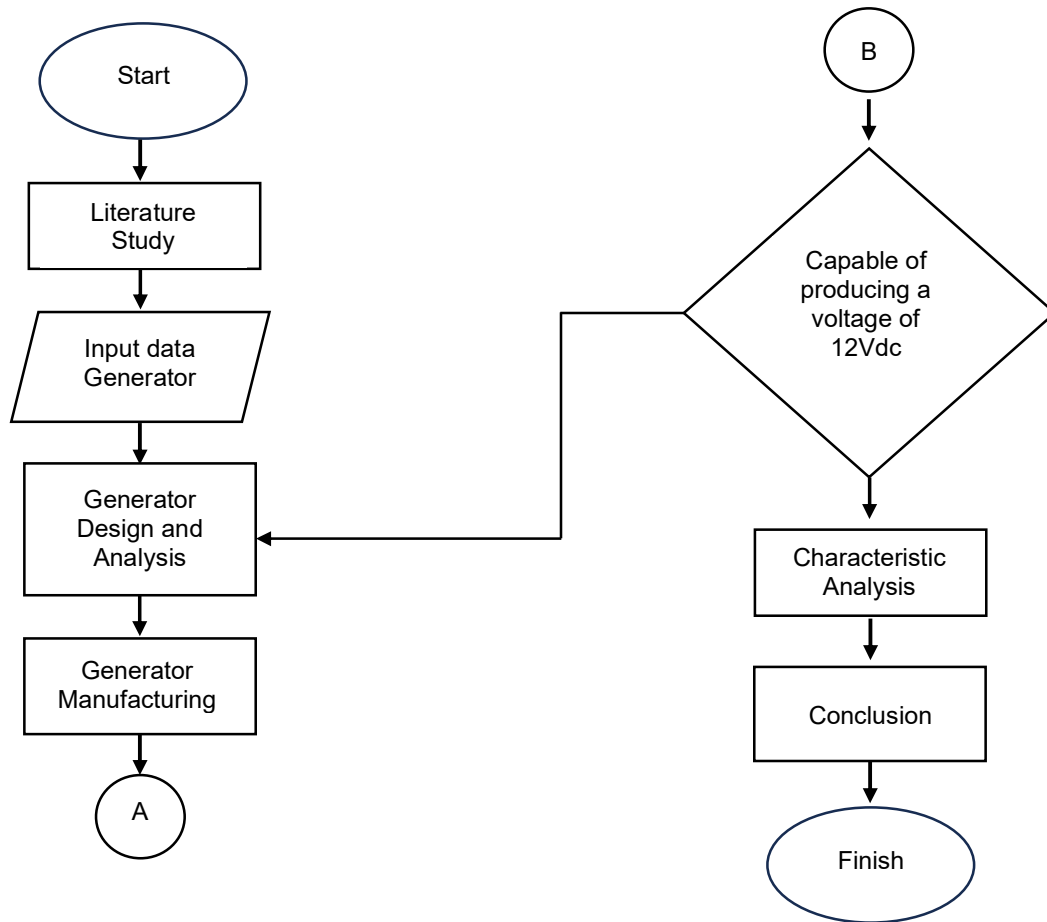 Start
Literature
Study
Input data
Generator
Generator
Design and
Analysis
Generator
Manufacturing
A
B
Capable of
producing a
voltage of
12Vdc
Characteristic
Analysis
Conclusion
Finish